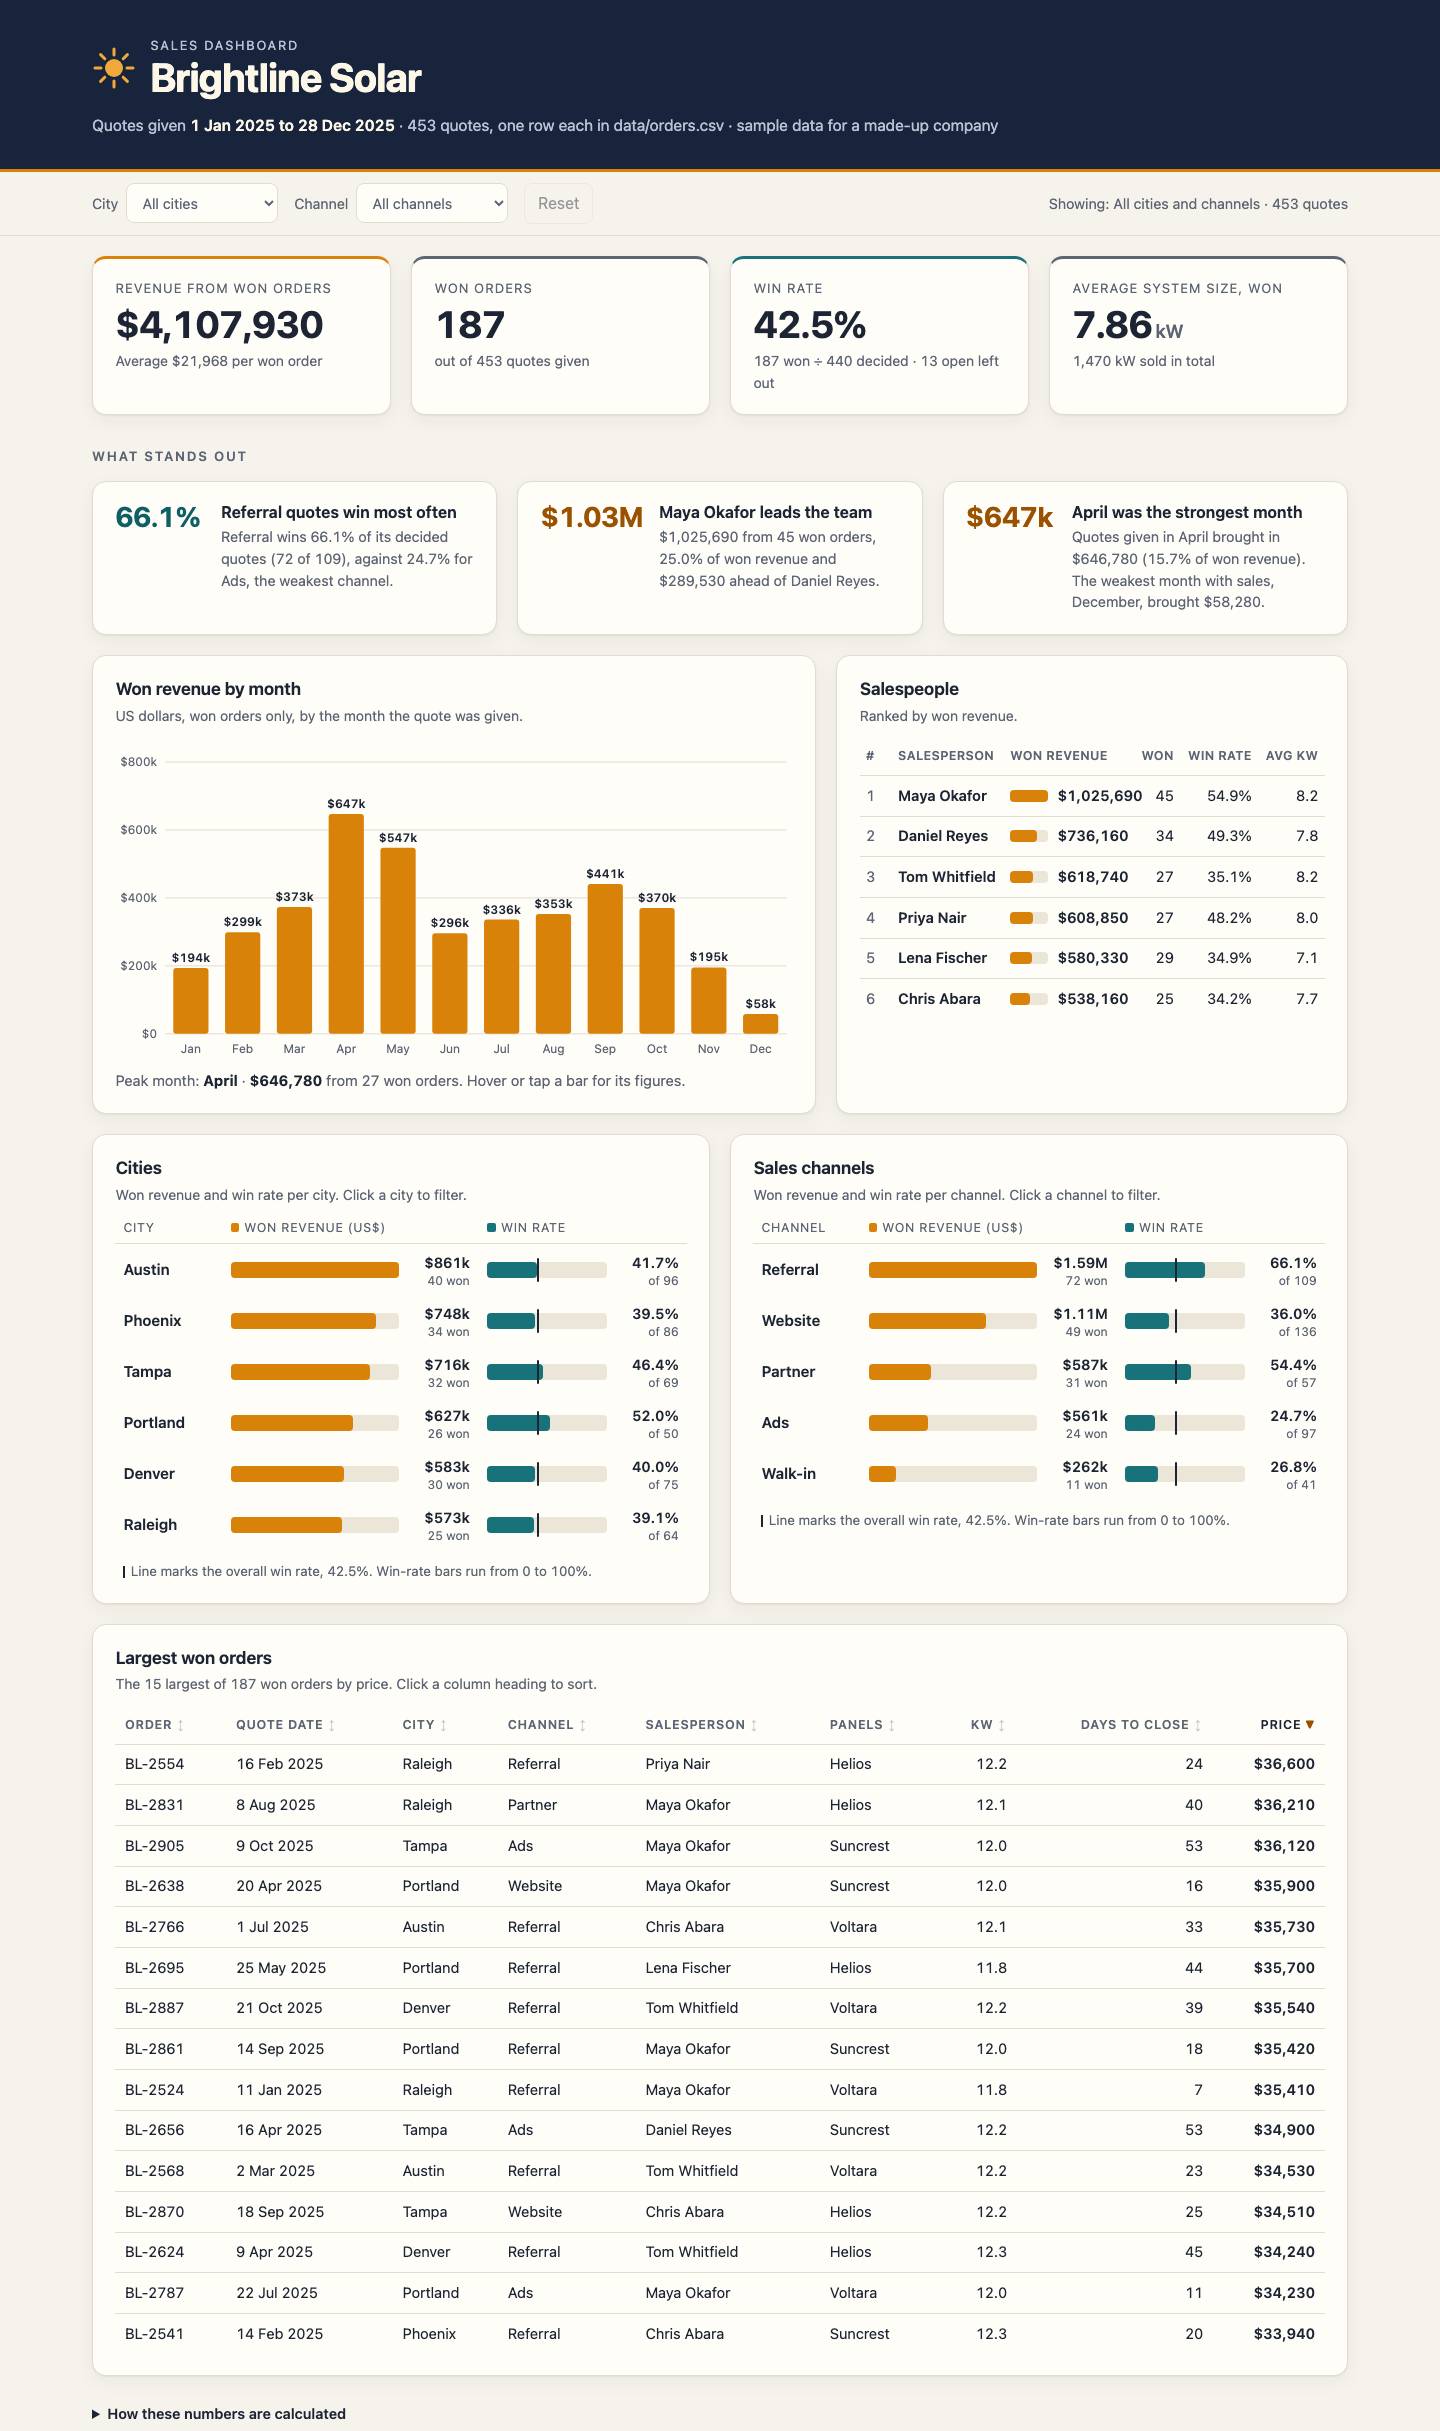 SALES DASHBOARD
Brightline Solar
Quotes given 1 Jan 2025 to 28 Dec 2025 · 453 quotes, one row each in data/orders.csv · sample data for a made-up company
City All cities Channel All channels Reset Showing: All cities and channels · 453 quotes
REVENUE FROM WON ORDERS
$4,107,930
Average $21,968 per won order
WON ORDERS
187
out of 453 quotes given
WIN RATE
42.5%
187 won ÷ 440 decided · 13 open left
out
AVERAGE SYSTEM SIZE, WON
7.86 kW
1,470 kW sold in total
WHAT STANDS OUT
66.1%
Referral quotes win most often
Referral wins 66.1% of its decided
quotes (72 of 109), against 24.7% for
Ads, the weakest channel.
$1.03M
Maya Okafor leads the team
$1,025,690 from 45 won orders,
25.0% of won revenue and
$289,530 ahead of Daniel Reyes.
$647k
April was the strongest month
Quotes given in April brought in
$646,780 (15.7% of won revenue).
The weakest month with sales,
December, brought $58,280.
Won revenue by month
US dollars, won orders only, by the month the quote was given.
$800k
$600k
$400k
$200k
$0
$194k
$299k
$373k
$647k
$547k
$296k
$336k
$353k
$441k
$370k
$195k
$58k
Jan Feb Mar Apr May Jun Jul Aug Sep Oct Nov Dec
Peak month: April · $646,780 from 27 won orders. Hover or tap a bar for its figures.
Salespeople
Ranked by won revenue.
# SALESPERSON WON REVENUE WON WIN RATE AVG KW
1 Maya Okafor $1,025,690 45 54.9% 8.2
2 Daniel Reyes $736,160 34 49.3% 7.8
3 Tom Whitfield $618,740 27 35.1% 8.2
4 Priya Nair $608,850 27 48.2% 8.0
5 Lena Fischer $580,330 29 34.9% 7.1
6 Chris Abara $538,160 25 34.2% 7.7
Cities
Won revenue and win rate per city. Click a city to filter.
CITY WON REVENUE (US$) WIN RATE
Austin $861k 41.7%
40 won of 96
Phoenix $748k 39.5%
34 won of 86
Tampa $716k 46.4%
32 won of 69
Portland $627k 52.0%
26 won of 50
Denver $583k 40.0%
30 won of 75
Raleigh $573k 39.1%
25 won of 64
Line marks the overall win rate, 42.5%. Win-rate bars run from 0 to 100%.
Sales channels
Won revenue and win rate per channel. Click a channel to filter.
CHANNEL WON REVENUE (US$) WIN RATE
Referral $1.59M 66.1%
72 won of 109
Website $1.11M 36.0%
49 won of 136
Partner $587k 54.4%
31 won of 57
Ads $561k 24.7%
24 won of 97
Walk-in $262k 26.8%
11 won of 41
Line marks the overall win rate, 42.5%. Win-rate bars run from 0 to 100%.
Largest won orders
The 15 largest of 187 won orders by price. Click a column heading to sort.
ORDER ↕ QUOTE DATE ↕ CITY ↕ CHANNEL ↕ SALESPERSON ↕ PANELS ↕ KW ↕ DAYS TO CLOSE ↕ PRICE ▼
BL-2554 16 Feb 2025 Raleigh Referral Priya Nair Helios 12.2 24 $36,600
BL-2831 8 Aug 2025 Raleigh Partner Maya Okafor Helios 12.1 40 $36,210
BL-2905 9 Oct 2025 Tampa Ads Maya Okafor Suncrest 12.0 53 $36,120
BL-2638 20 Apr 2025 Portland Website Maya Okafor Suncrest 12.0 16 $35,900
BL-2766 1 Jul 2025 Austin Referral Chris Abara Voltara 12.1 33 $35,730
BL-2695 25 May 2025 Portland Referral Lena Fischer Helios 11.8 44 $35,700
BL-2887 21 Oct 2025 Denver Referral Tom Whitfield Voltara 12.2 39 $35,540
BL-2861 14 Sep 2025 Portland Referral Maya Okafor Suncrest 12.0 18 $35,420
BL-2524 11 Jan 2025 Raleigh Referral Maya Okafor Voltara 11.8 7 $35,410
BL-2656 16 Apr 2025 Tampa Ads Daniel Reyes Suncrest 12.2 53 $34,900
BL-2568 2 Mar 2025 Austin Referral Tom Whitfield Voltara 12.2 23 $34,530
BL-2870 18 Sep 2025 Tampa Website Chris Abara Helios 12.2 25 $34,510
BL-2624 9 Apr 2025 Denver Referral Tom Whitfield Helios 12.3 45 $34,240
BL-2787 22 Jul 2025 Portland Ads Maya Okafor Voltara 12.0 11 $34,230
BL-2541 14 Feb 2025 Phoenix Referral Chris Abara Suncrest 12.3 20 $33,940
▶ How these numbers are calculated